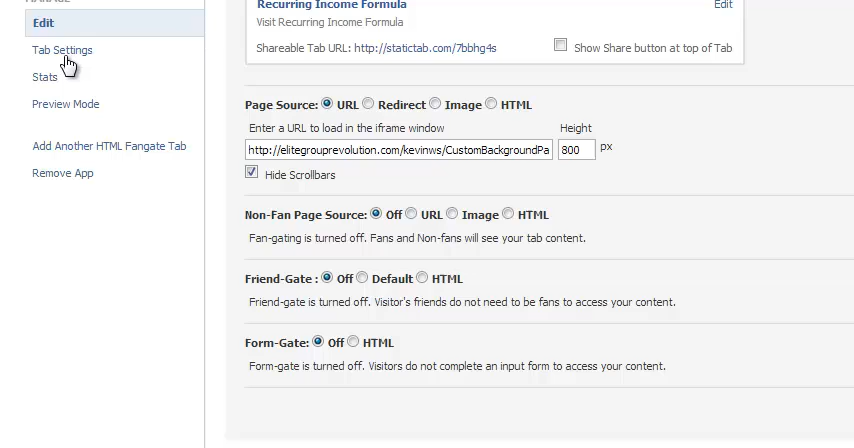 MANAGE
Edit
Tab Settings
Stats
Preview Mode
Add Another HTML Fangate Tab
Remove App
Recurring Income Formula Edit
Visit Recurring Income Formula
Shareable Tab URL: http://statictab.com/7bbhg4s Show Share button at top of Tab
Page Source: URL Redirect Image HTML
Enter a URL to load in the iframe window Height
http://elitegrouprevolution.com/kevinws/CustomBackgroundPa 800 px
Hide Scrollbars
Non-Fan Page Source: Off URL Image HTML
Fan-gating is turned off. Fans and Non-fans will see your tab content.
Friend-Gate : Off Default HTML
Friend-gate is turned off. Visitor's friends do not need to be fans to access your content.
Form-Gate: Off HTML
Form-gate is turned off. Visitors do not complete an input form to access your content.